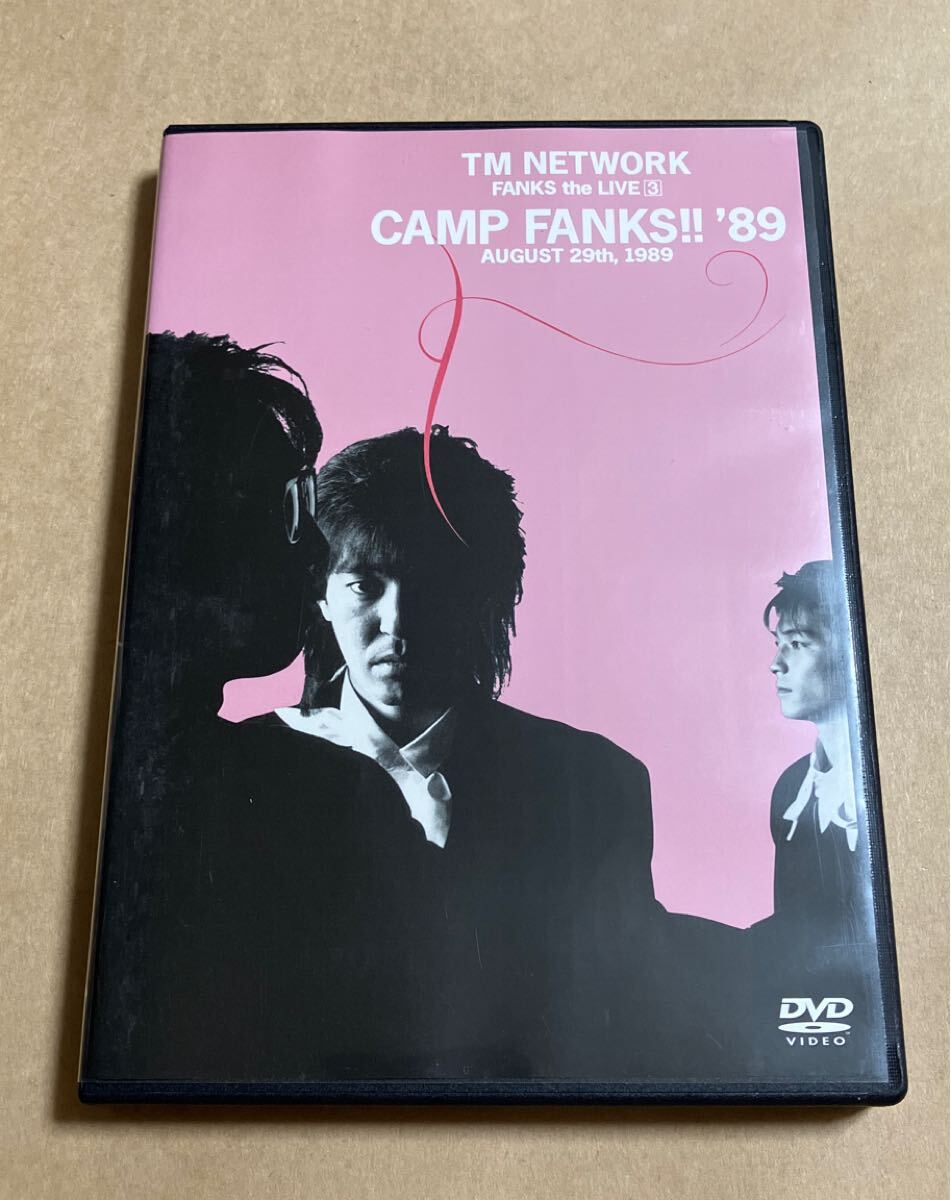 TM NETWORK
FANKS the LIVE 3
CAMP FANKS!! '89
AUGUST 29th, 1989
DVD
VIDEO